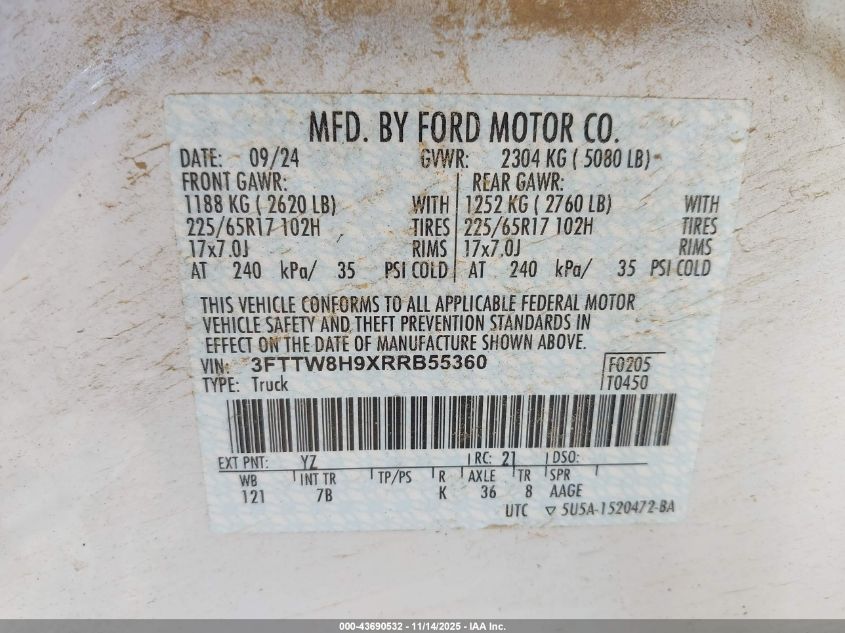 MFD. BY FORD MOTOR CO.
DATE: 09/24 GVWR: 2304 KG ( 5080 LB)
FRONT GAWR: REAR GAWR:
1188 KG ( 2620 LB) WITH 1252 KG ( 2760 LB) WITH
225/65R17 102H TIRES 225/65R17 102H TIRES
17x7.0J RIMS 17x7.0J RIMS
AT 240 kPa/ 35 PSI COLD AT 240 kPa/ 35 PSI COLD
THIS VEHICLE CONFORMS TO ALL APPLICABLE FEDERAL MOTOR
VEHICLE SAFETY AND THEFT PREVENTION STANDARDS IN
EFFECT ON THE DATE OF MANUFACTURE SHOWN ABOVE.
VIN: 3FTTW8H9XRRB55360 F0205
TYPE: Truck T0450
EXT PNT: YZ RC: 21 DSO:
WB INT TR TP/PS R AXLE TR SPR
121 7B K 36 8 AAGE
UTC ▽ 5U5A-1520472-BA
000-43690532 - 11/14/2025 - IAA Inc.